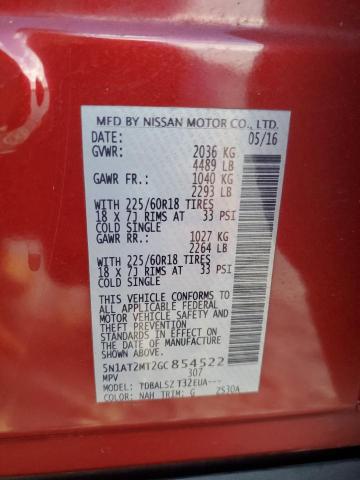 MFD BY NISSAN MOTOR CO., LTD.
DATE: 05/16
GVWR: 2036 KG
4489 LB
GAWR FR.: 1040 KG
2293 LB
WITH 225/60R18 TIRES
18 X 7J RIMS AT 33 PSI
COLD SINGLE
GAWR RR.: 1027 KG
2264 LB
WITH 225/60R18 TIRES
18 X 7J RIMS AT 33 PSI
COLD SINGLE
THIS VEHICLE CONFORMS TO
ALL APPLICABLE FEDERAL
MOTOR VEHICLE SAFETY AND
THEFT PREVENTION
STANDARDS IN EFFECT ON
THE DATE OF MANUFACTURE
SHOWN ABOVE.
5N1AT2MT2GC854522
MPV 307
MODEL: TDBALSZ T32EUA---
COLOR: NAH TRIM: G 2S30A